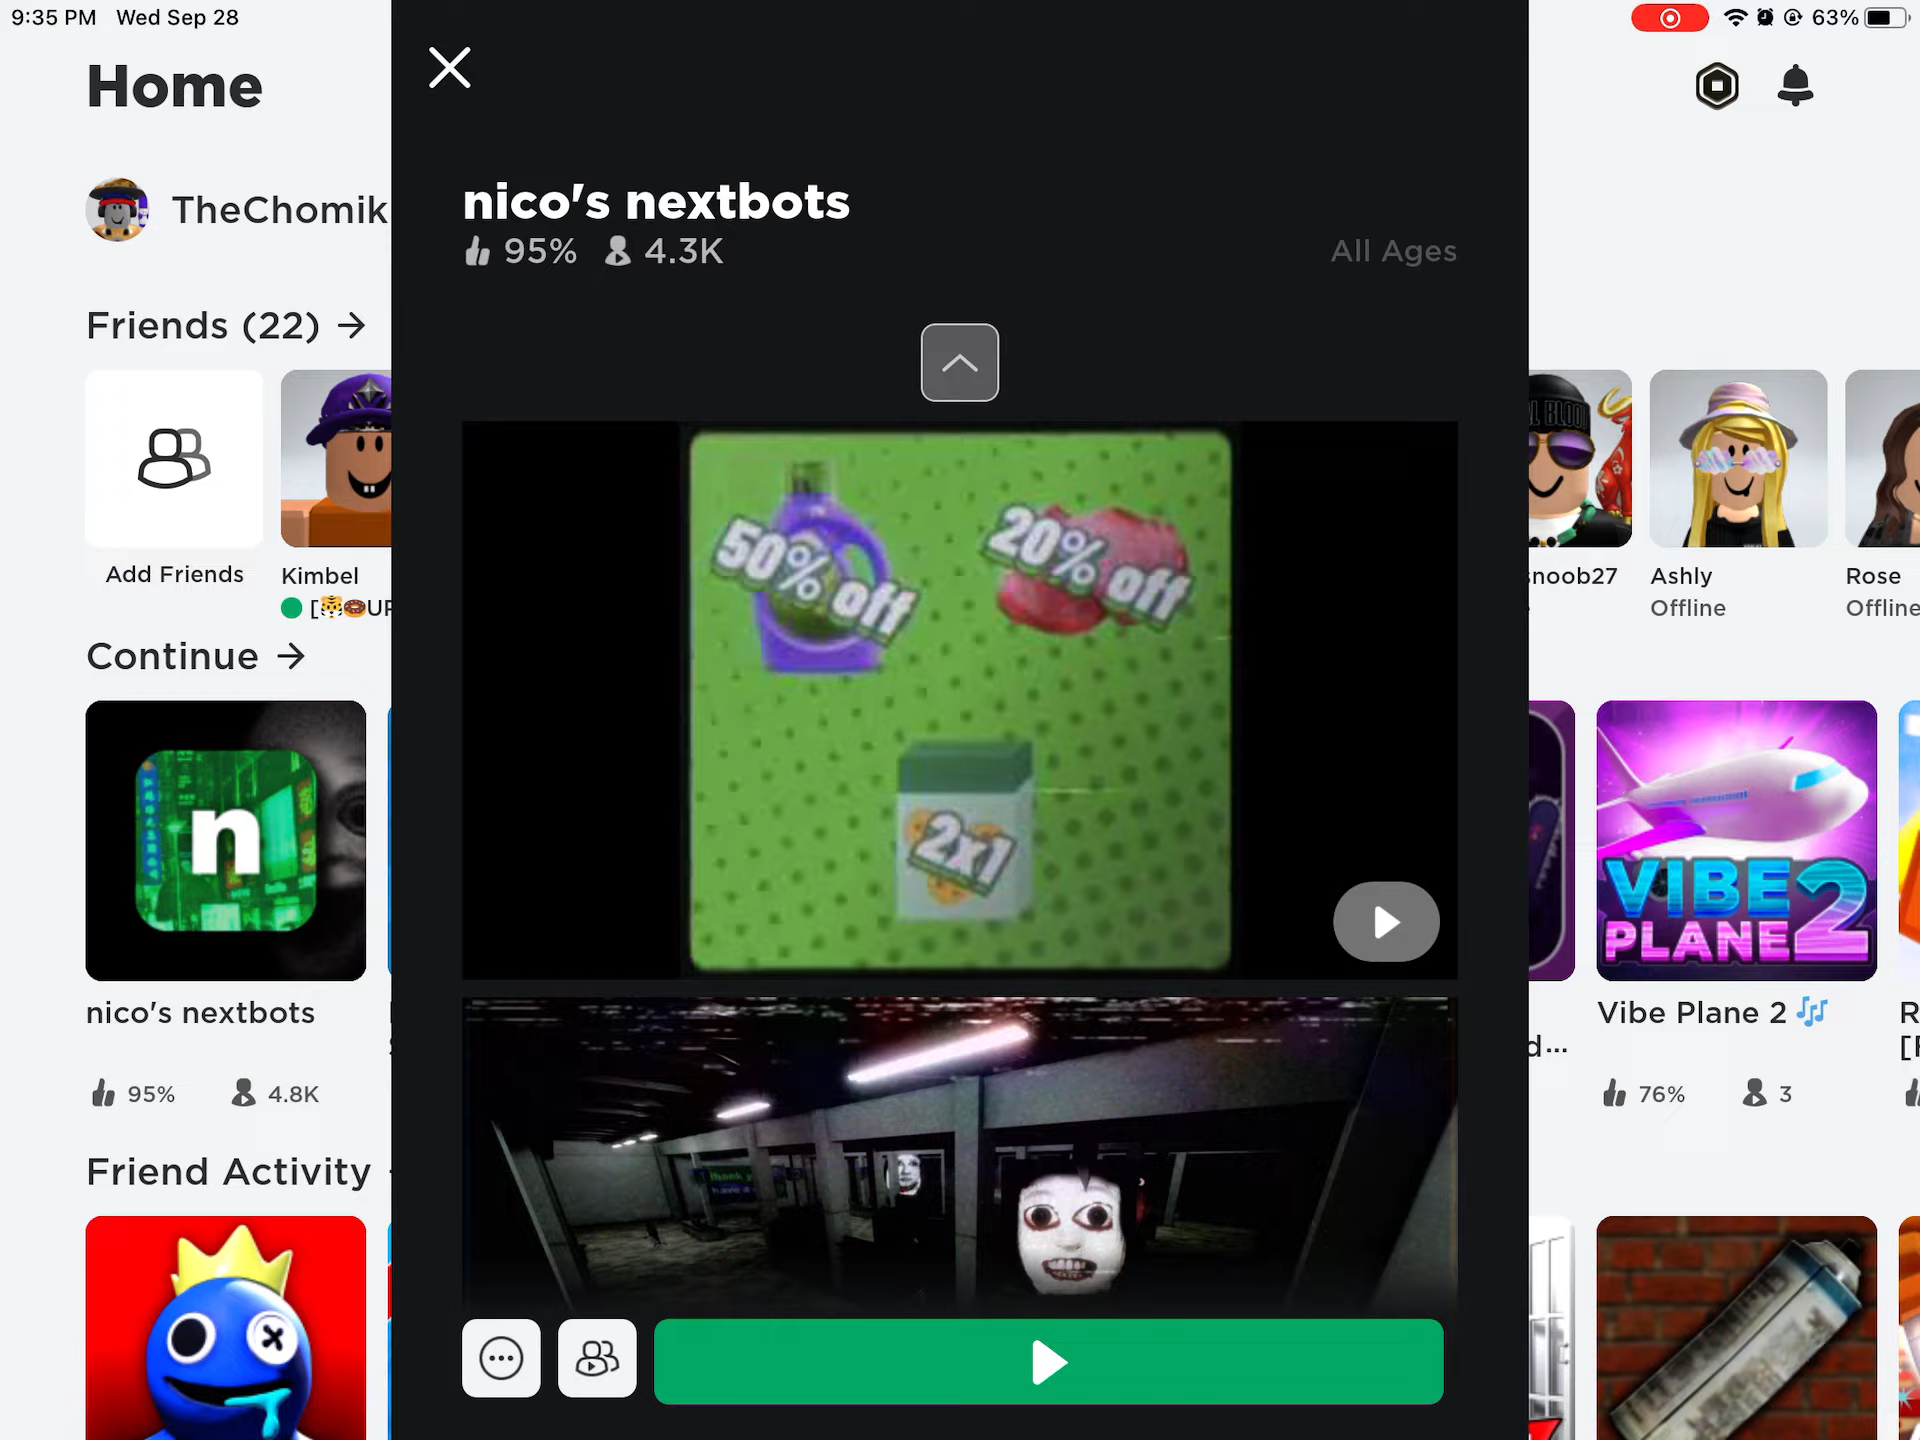 9:35 PM Wed Sep 28
63%
Home
TheChomik
Friends (22)
Add Friends
Kimbel
Continue
nico's nextbots
95% 4.8K
Friend Activity
nico's nextbots
95% 4.3K
All Ages
50% off
20% off
2x1
n
snoob27
Ashly
Offline
Rose
Offline
VIBE
PLANE 2
Vibe Plane 2
76% 3